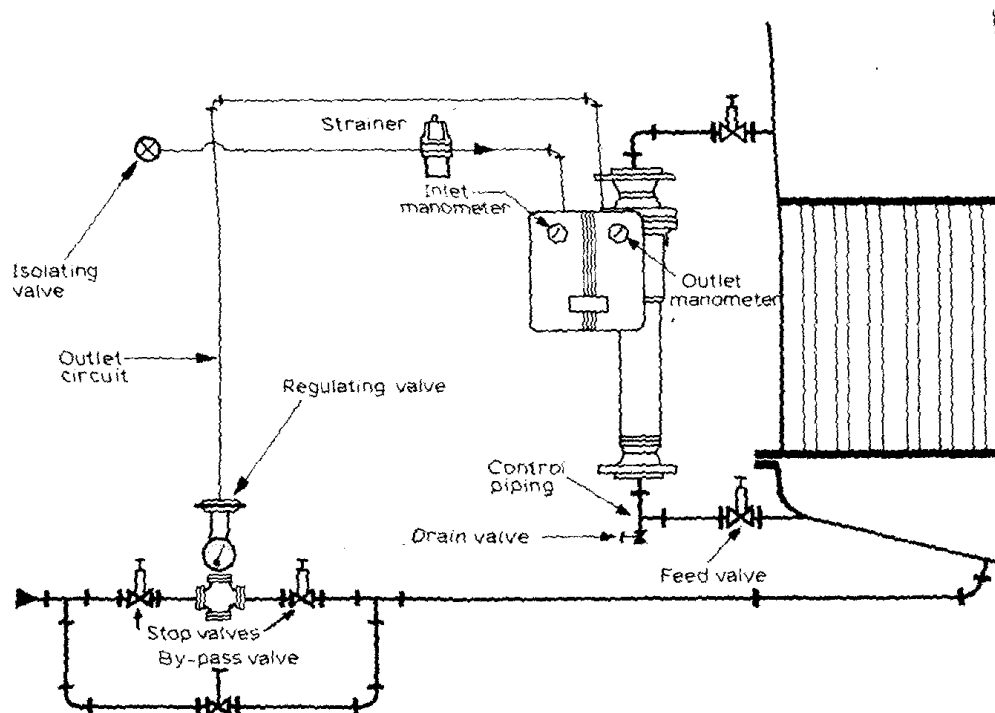 Strainer
Inlet
manometer
Isolating
valve
Outlet
manometer
Outlet
circuit
Regulating valve
Control
piping
Drain valve
Feed valve
Stop valves
By-pass valve